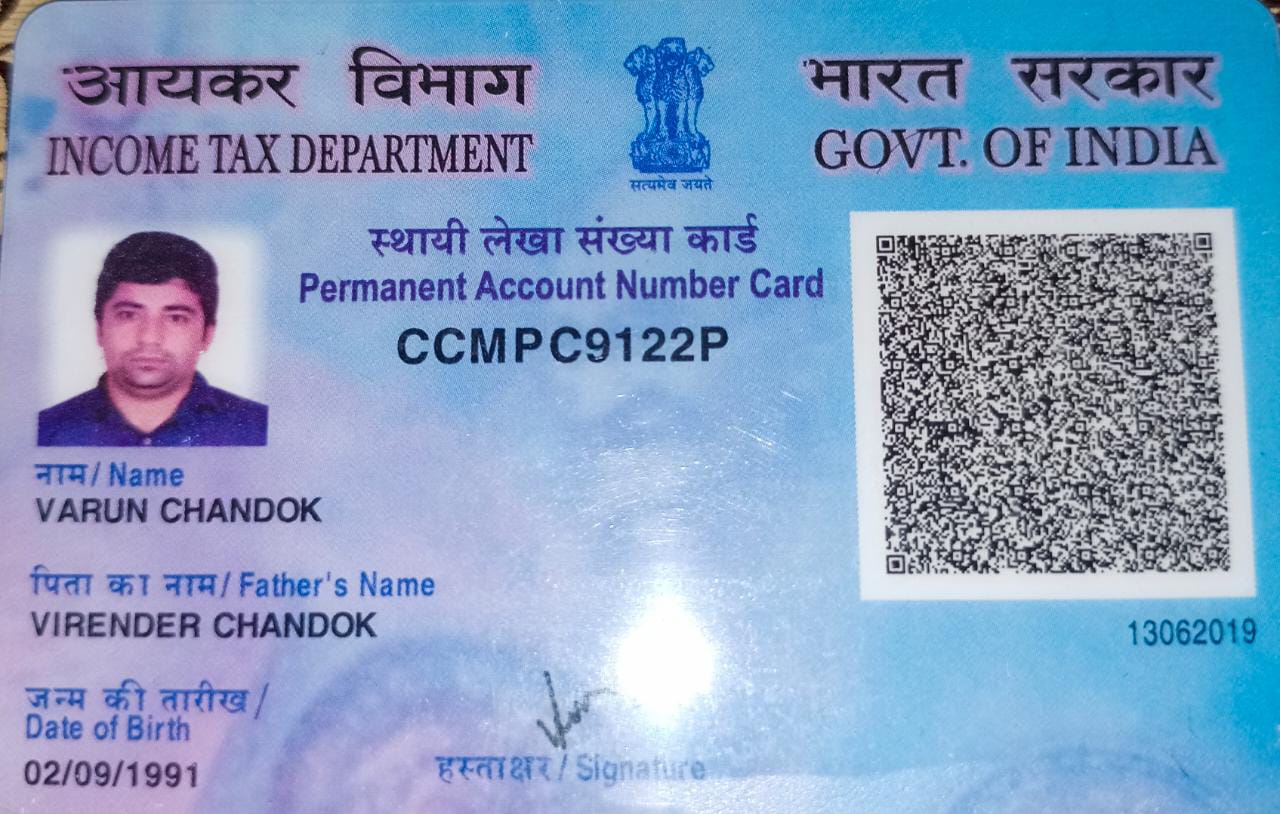 आयकर विभाग
INCOME TAX DEPARTMENT
सत्यमेव जयते
भारत सरकार
GOVT. OF INDIA
स्थायी लेखा संख्या कार्ड
Permanent Account Number Card
CCMPC9122P
नाम/ Name
VARUN CHANDOK
पिता का नाम/ Father's Name
VIRENDER CHANDOK
13062019
जन्म की तारीख/
Date of Birth
02/09/1991
हस्ताक्षर/ Signature